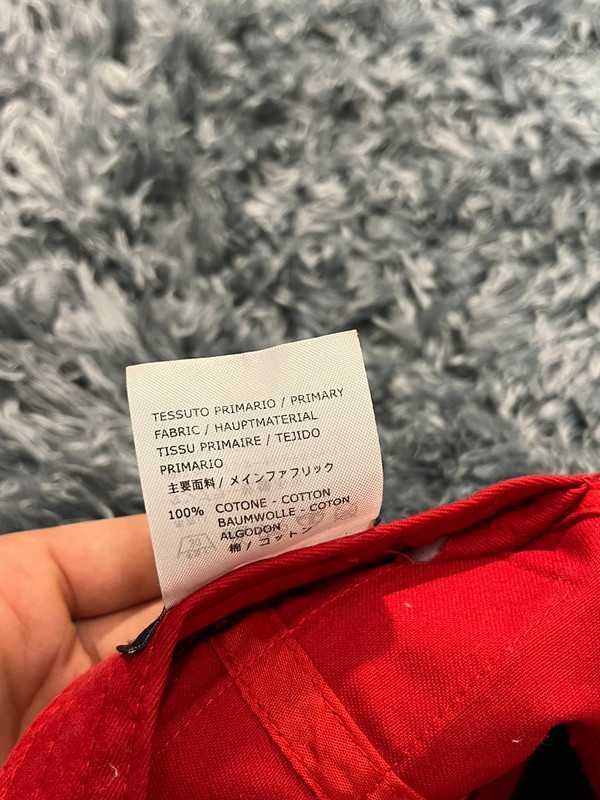 TESSUTO PRIMARIO / PRIMARY
FABRIC / HAUPTMATERIAL
TISSU PRIMAIRE / TEJIDO
PRIMARIO
主要面料 / メインファブリック
100% COTONE - COTTON
BAUMWOLLE - COTON
ALGODON
棉 / コットン